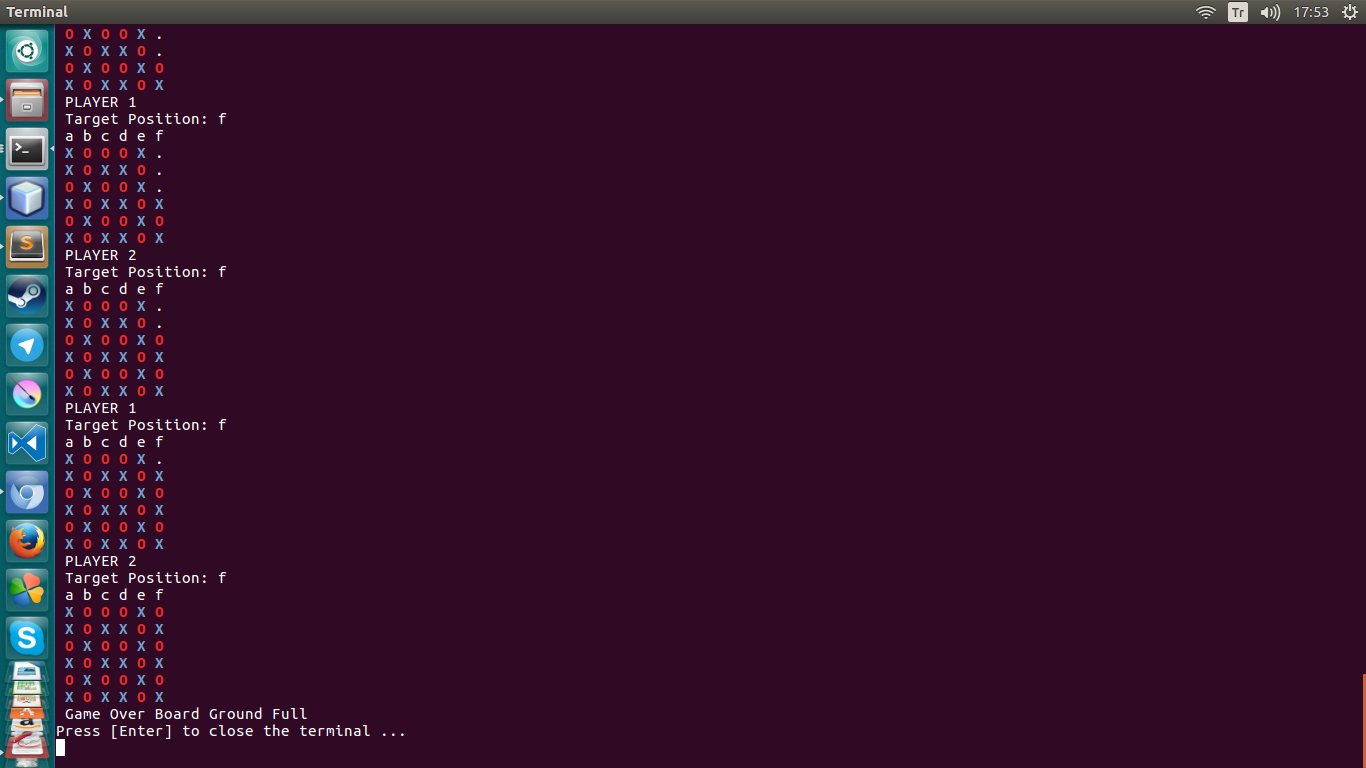 Terminal
Tr
17:53
O X O O X .
X O X X O .
O X O O X O
X O X X O X
PLAYER 1
Target Position: f
a b c d e f
X O O O X .
X O X X O .
O X O O X .
X O X X O X
O X O O X O
X O X X O X
PLAYER 2
Target Position: f
a b c d e f
X O O O X .
X O X X O .
O X O O X O
X O X X O X
O X O O X O
X O X X O X
PLAYER 1
Target Position: f
a b c d e f
X O O O X .
X O X X O X
O X O O X O
X O X X O X
O X O O X O
X O X X O X
PLAYER 2
Target Position: f
a b c d e f
X O O O X O
X O X X O X
O X O O X O
X O X X O X
O X O O X O
X O X X O X
Game Over Board Ground Full
Press [Enter] to close the terminal ...